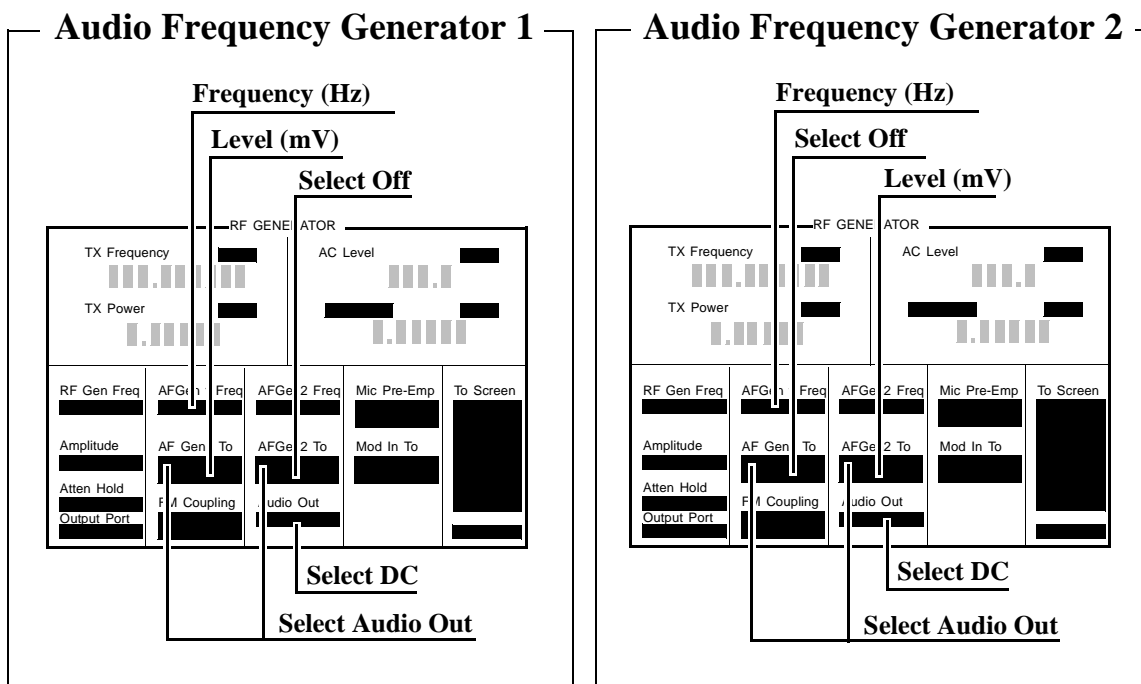 Audio Frequency Generator 1
Frequency (Hz)
Level (mV)
Select Off
RF GENERATOR
TX Frequency
AC Level
TX Power
RF Gen Freq
AFGen 1 Freq
AFGen 2 Freq
Mic Pre-Emp
To Screen
Amplitude
AF Gen 1 To
AFGen 2 To
Mod In To
Atten Hold
FM Coupling
Audio Out
Output Port
Select DC
Select Audio Out
Audio Frequency Generator 2
Frequency (Hz)
Select Off
Level (mV)
RF GENERATOR
TX Frequency
AC Level
TX Power
RF Gen Freq
AFGen 1 Freq
AFGen 2 Freq
Mic Pre-Emp
To Screen
Amplitude
AF Gen 1 To
AFGen 2 To
Mod In To
Atten Hold
FM Coupling
Audio Out
Output Port
Select DC
Select Audio Out